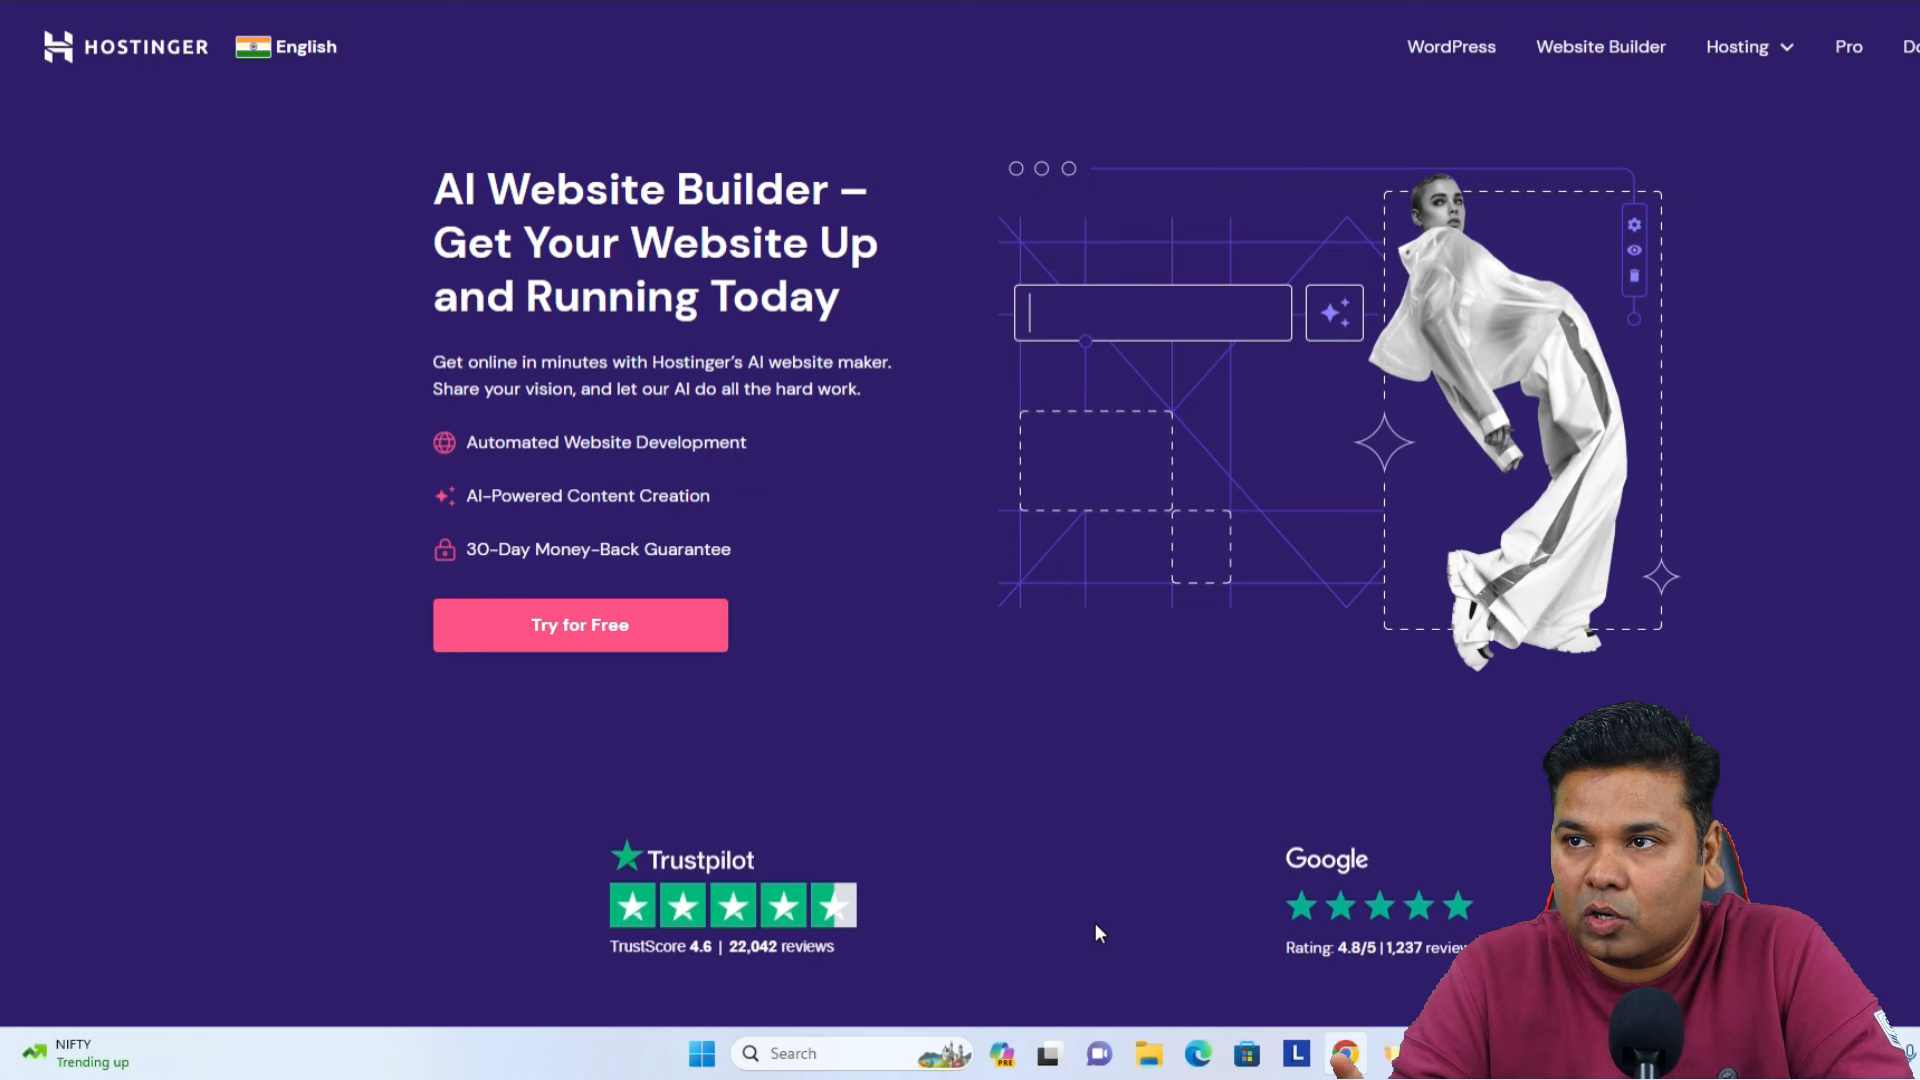 HOSTINGER
English
WordPress
Website Builder
Hosting
Pro
AI Website Builder –
Get Your Website Up
and Running Today
Get online in minutes with Hostinger's AI website maker.
Share your vision, and let our AI do all the hard work.
Automated Website Development
AI-Powered Content Creation
30-Day Money-Back Guarantee
Try for Free
Trustpilot
TrustScore 4.6 | 22,042 reviews
Google
Rating: 4.8/5 | 1,237
NIFTY
Trending up
Search
PRE
L